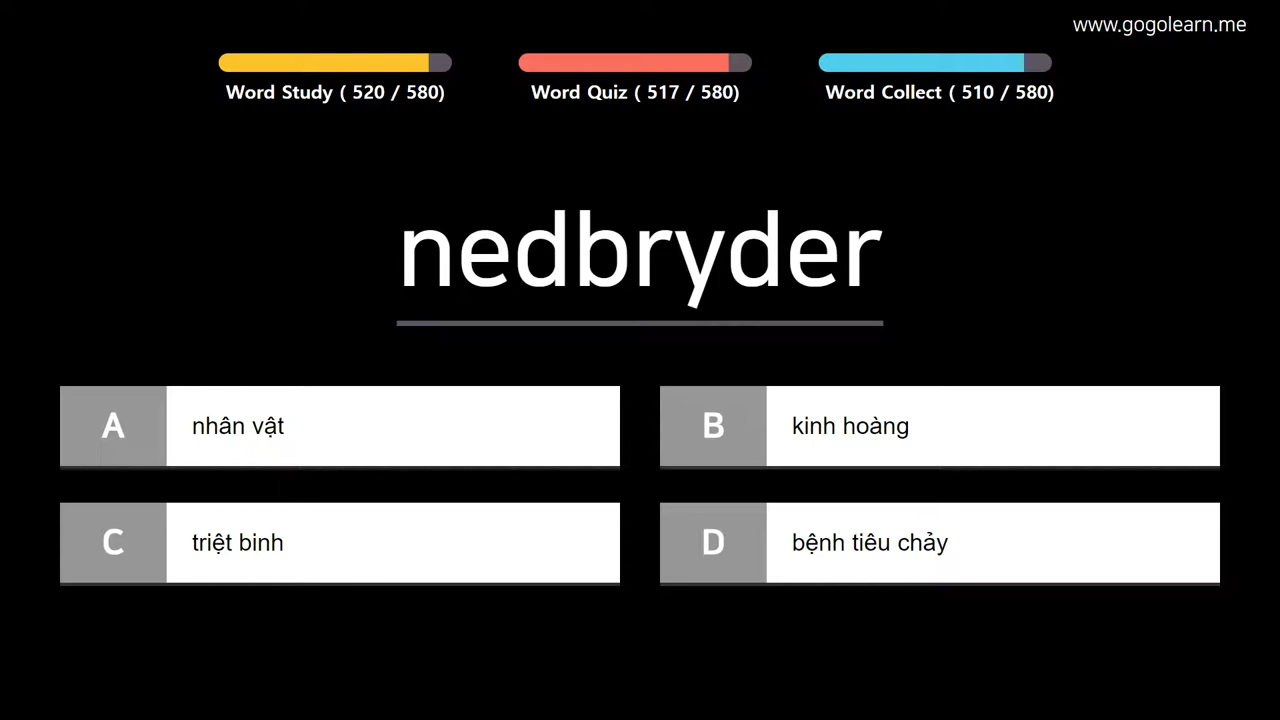 www.gogolearn.me
Word Study ( 520 / 580)
Word Quiz ( 517 / 580)
Word Collect ( 510 / 580)
nedbryder
A nhân vật
B kinh hoàng
C triệt binh
D bệnh tiêu chảy